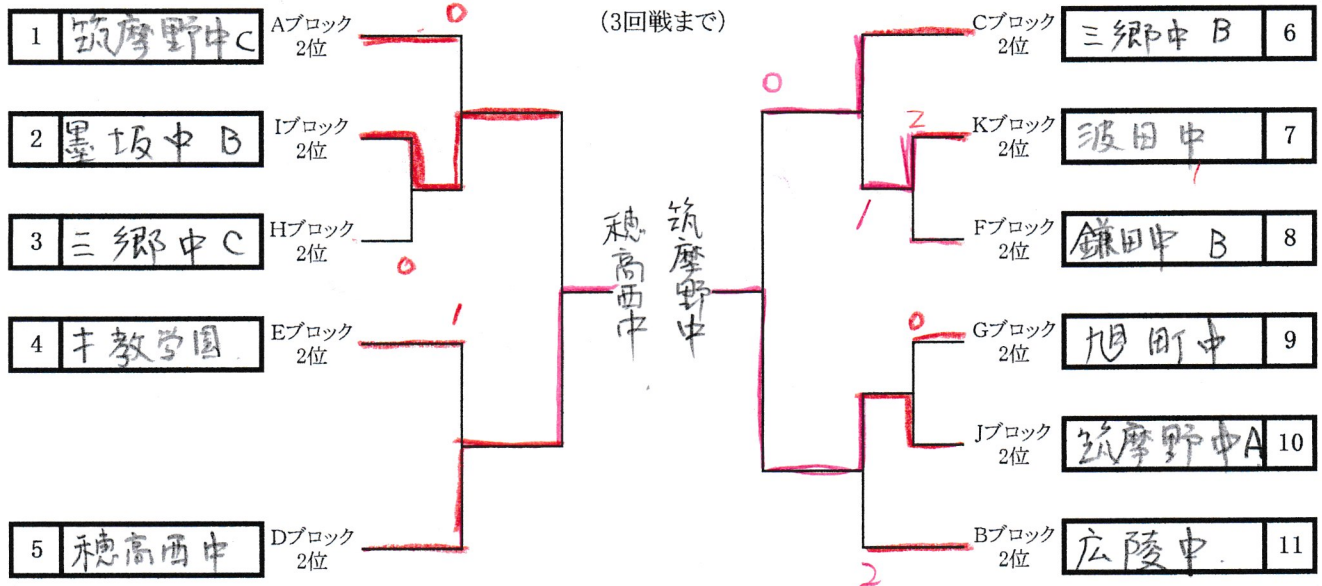 (3回戦まで)
1 筑摩野中C Aブロック 2位 0
2 墨坂中 B Iブロック 2位
3 三郷中C Hブロック 2位 0
4 才教学園 Eブロック 2位 1
5 穂高西中 Dブロック 2位
穂高西中
筑摩野中
0
Cブロック 2位 三郷中 B 6
2 Kブロック 2位 波田中 7
1
1
Fブロック 2位 鎌田中 B 8
0 Gブロック 2位 旭町中 9
Jブロック 2位 筑摩野中A 10
2 Bブロック 2位 広陵中 11